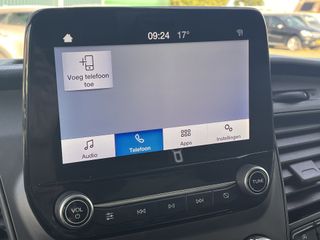 09:24 17°
Voeg telefoon
toe
Audio
Telefoon
Apps
Instellingen
VOL
TUNE